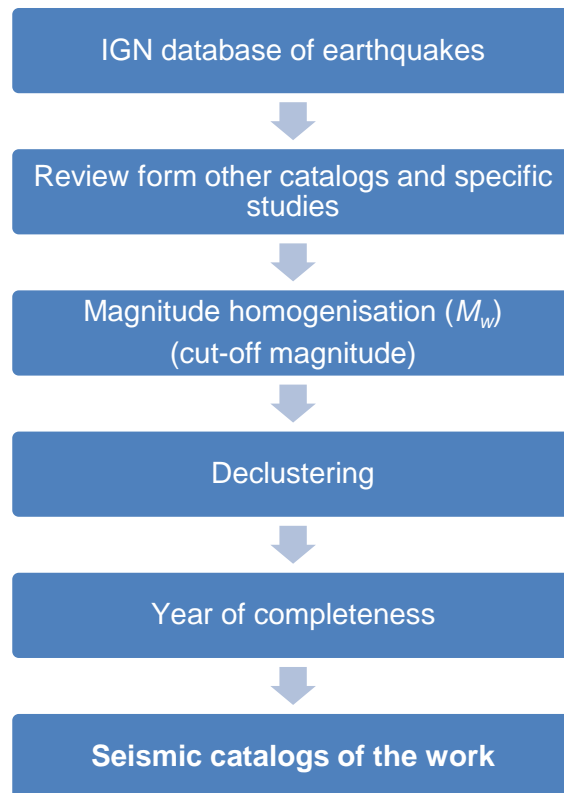 IGN database of earthquakes
Review form other catalogs and specific
studies
Magnitude homogenisation (Mw)
(cut-off magnitude)
Declustering
Year of completeness
Seismic catalogs of the work